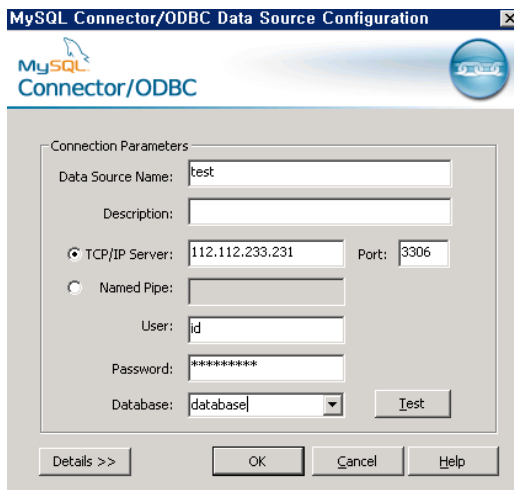 MySQL Connector/ODBC Data Source Configuration
MySQL
Connector/ODBC
Connection Parameters
Data Source Name: test
Description:
TCP/IP Server: 112.112.233.231 Port: 3306
Named Pipe:
User: id
Password: *********
Database: database Test
Details >> OK Cancel Help